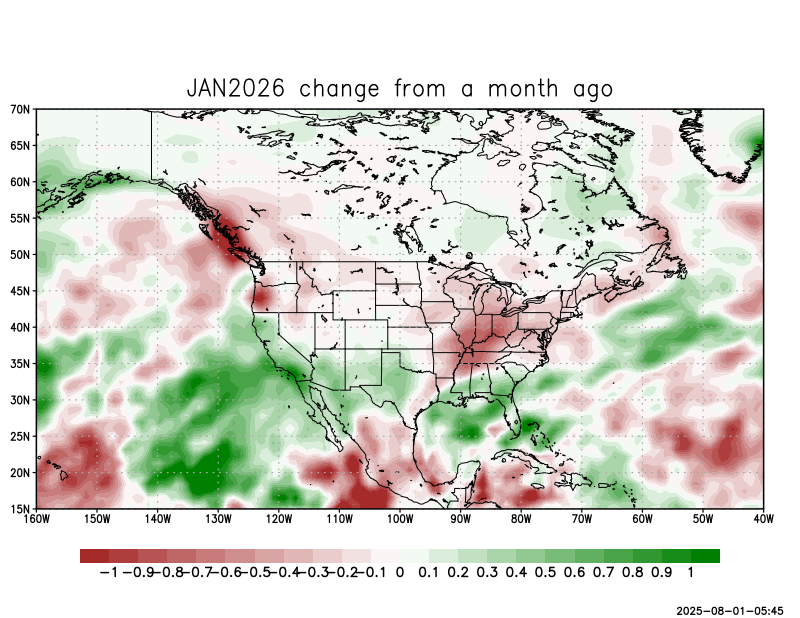 JAN2026 change from a month ago
70N
65N
60N
55N
50N
45N
40N
35N
30N
25N
20N
15N
160W 150W 140W 130W 120W 110W 100W 90W 80W 70W 60W 50W 40W
-1 -0.9 -0.8 -0.7 -0.6 -0.5 -0.4 -0.3 -0.2 -0.1 0 0.1 0.2 0.3 0.4 0.5 0.6 0.7 0.8 0.9 1
2025-08-01-05:45